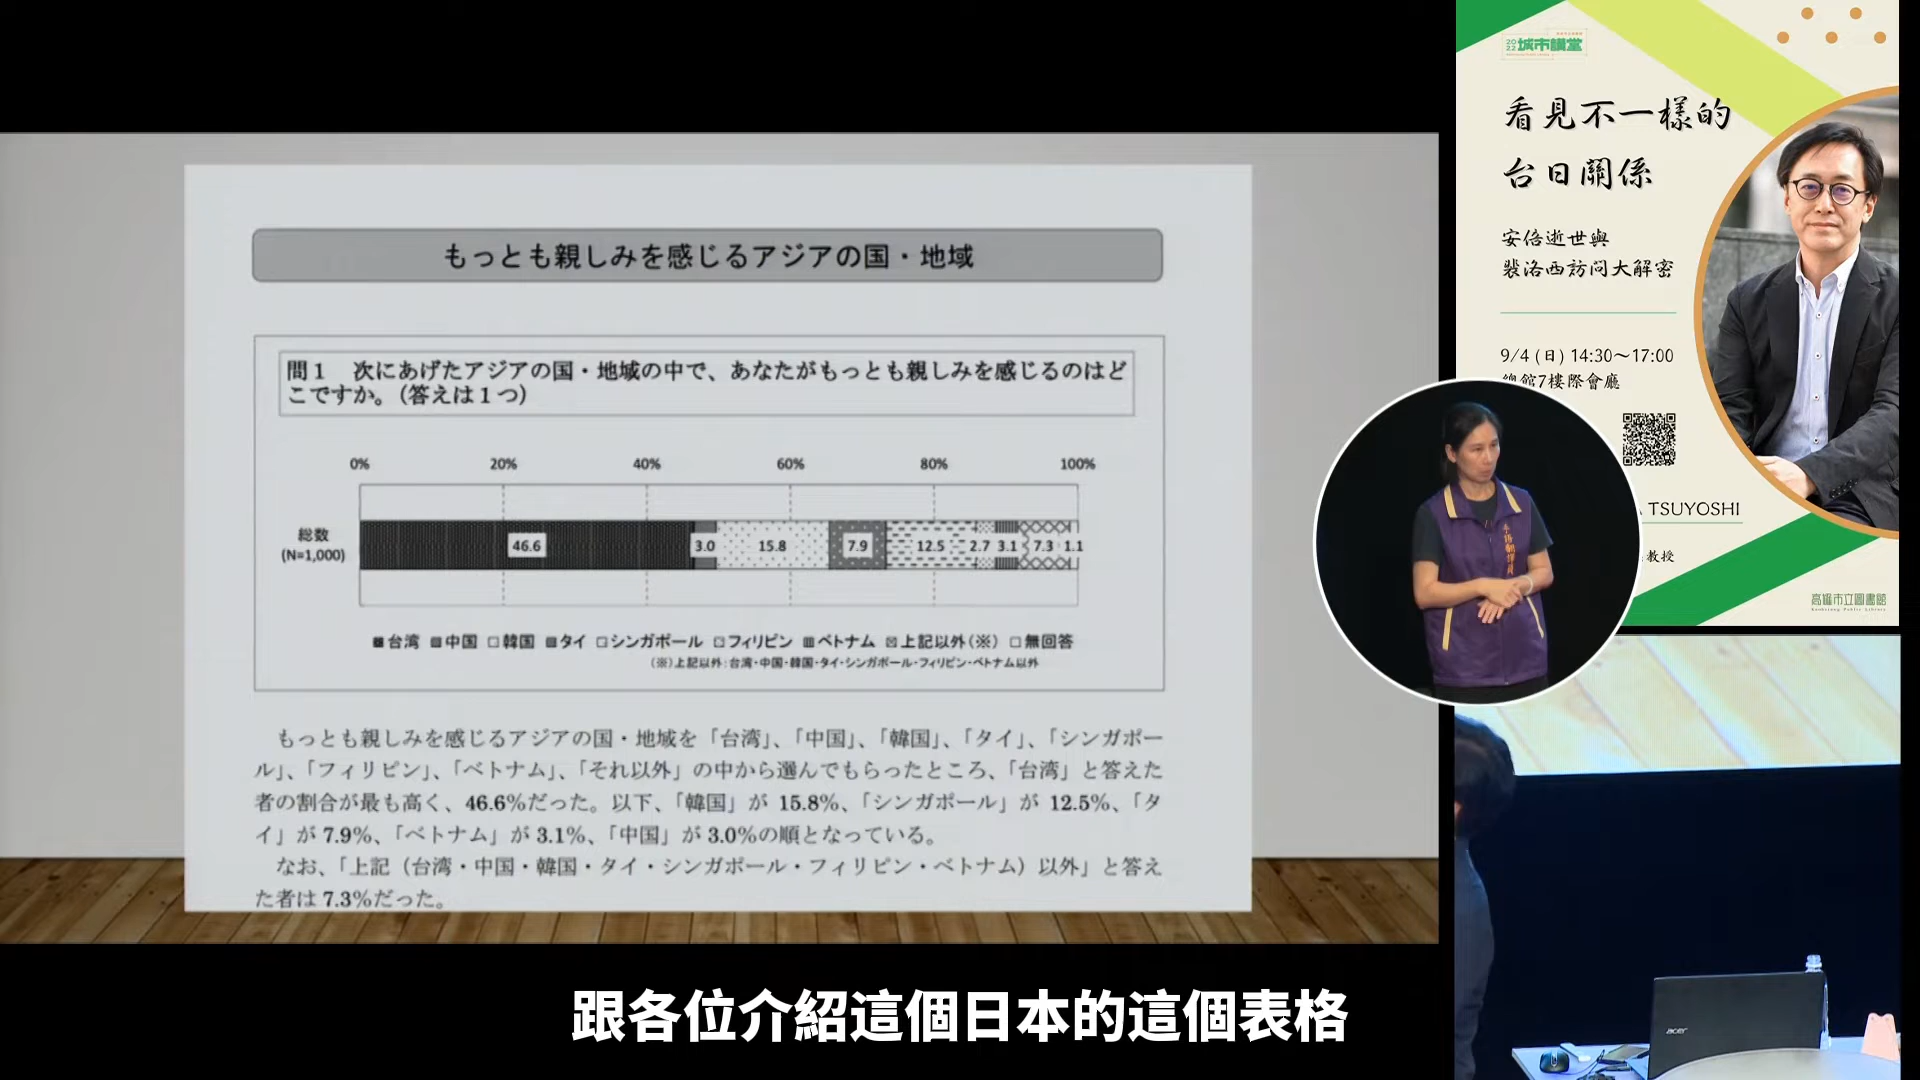 もっとも親しみを感じるアジアの国・地域
問1 次にあげたアジアの国・地域の中で、あなたがもっとも親しみを感じるのはど
こですか。(答えは1つ)
0% 20% 40% 60% 80% 100%
総数
(N=1,000)
46.6 3.0 15.8 7.9 12.5 2.7 3.1 7.3 1.1
台湾 中国 韓国 タイ シンガポール フィリピン ベトナム 上記以外(※) 無回答
(※)上記以外:台湾・中国・韓国・タイ・シンガポール・フィリピン・ベトナム以外
もっとも親しみを感じるアジアの国・地域を「台湾」、「中国」、「韓国」、「タイ」、「シンガポー
ル」、「フィリピン」、「ベトナム」、「それ以外」の中から選んでもらったところ、「台湾」と答えた
者の割合が最も高く、46.6%だった。以下、「韓国」が 15.8%、「シンガポール」が 12.5%、「タ
イ」が 7.9%、「ベトナム」が 3.1%、「中国」が 3.0%の順となっている。
なお、「上記(台湾・中国・韓国・タイ・シンガポール・フィリピン・ベトナム)以外」と答え
た者は 7.3%だった。
跟各位介紹這個日本的這個表格
2022 城市講堂
看見不一樣的
台日關係
安倍逝世與
裴洛西訪問大解密
9/4 (日) 14:30~17:00
總館7樓際會廳
TSUYOSHI
教授
高雄市立圖書館
Kaohsiung Public Library
手語翻譯員
acer